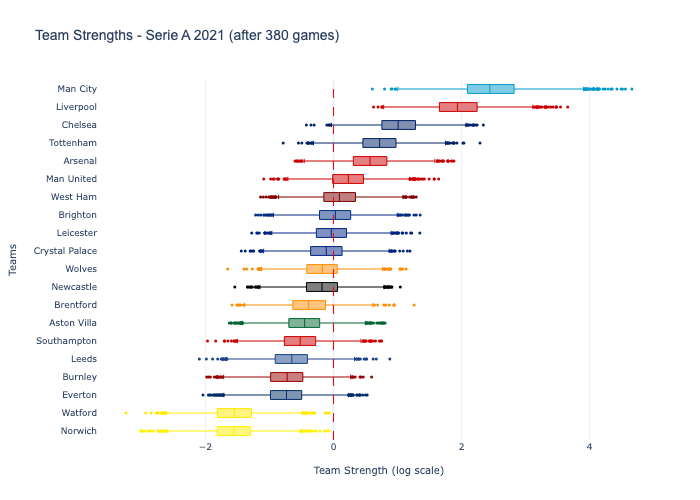 Team Strengths - Serie A 2021 (after 380 games)
Man City
Liverpool
Chelsea
Tottenham
Arsenal
Man United
West Ham
Brighton
Leicester
Crystal Palace
Wolves
Newcastle
Brentford
Aston Villa
Southampton
Leeds
Burnley
Everton
Watford
Norwich
Teams
−2 0 2 4
Team Strength (log scale)